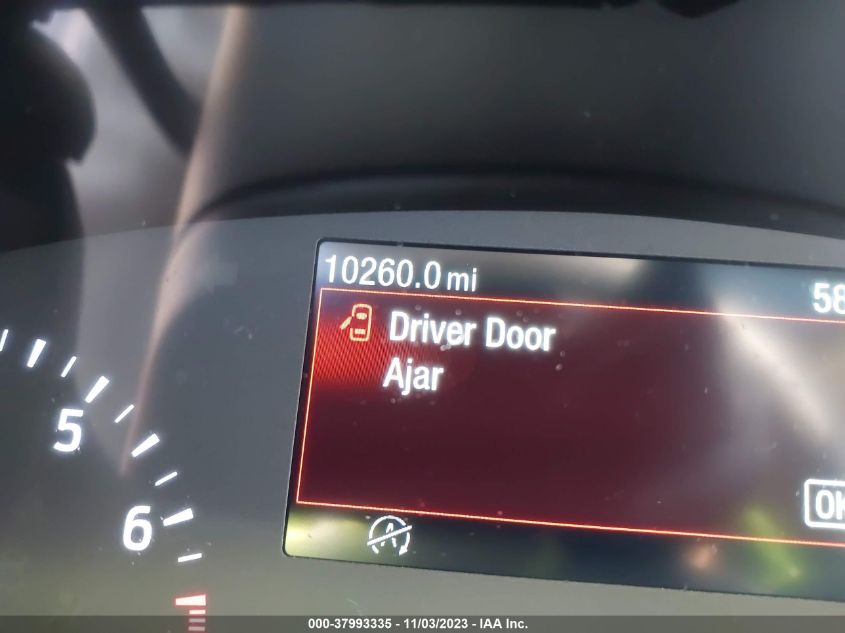 10260.0 mi
58
Driver Door
Ajar
5
6
OK
A
000-37993335 - 11/03/2023 - IAA Inc.